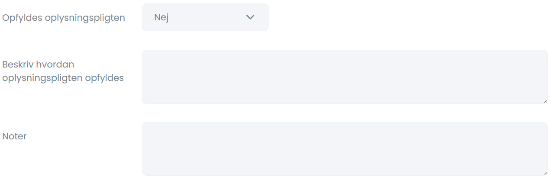 Opfyldes oplysningspligten
Nej
Beskriv hvordan
oplysningspligten opfyldes
Noter